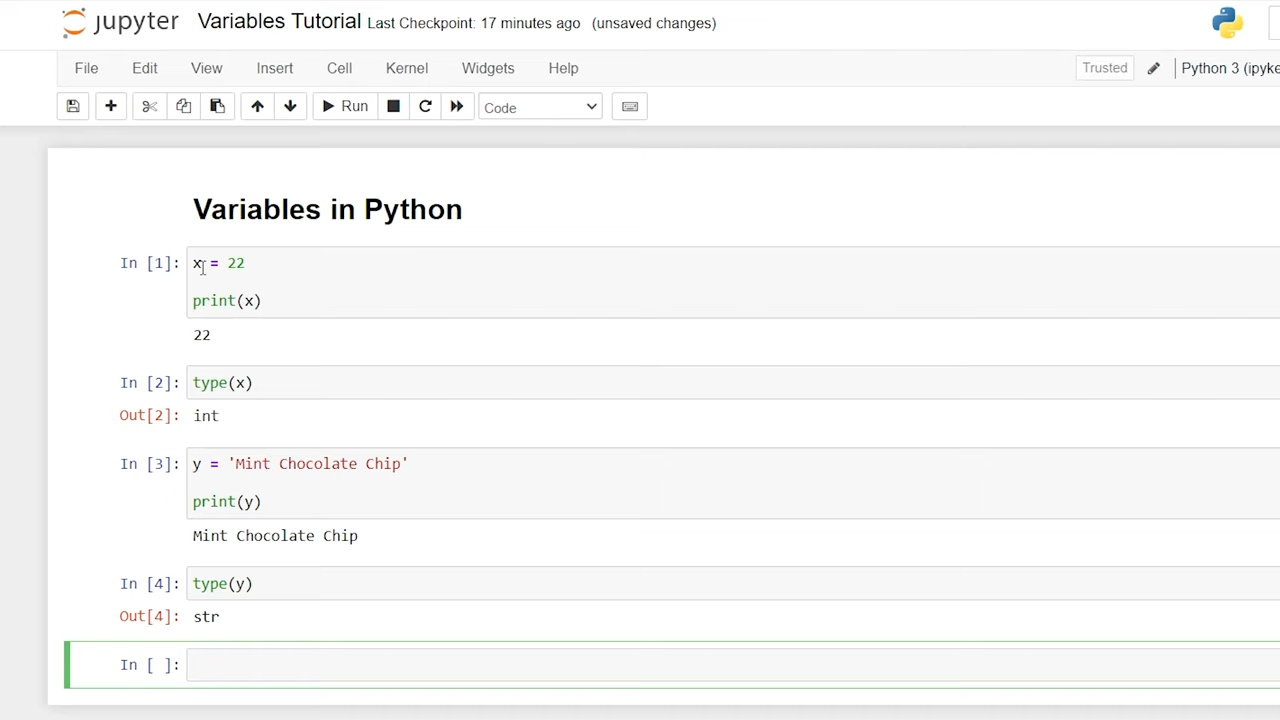 jupyter Variables Tutorial Last Checkpoint: 17 minutes ago (unsaved changes)
File Edit View Insert Cell Kernel Widgets Help Trusted Python 3 (ipyke
Run Code
Variables in Python
In [1]: x = 22
print(x)
22
In [2]: type(x)
Out[2]: int
In [3]: y = 'Mint Chocolate Chip'
print(y)
Mint Chocolate Chip
In [4]: type(y)
Out[4]: str
In [ ]: